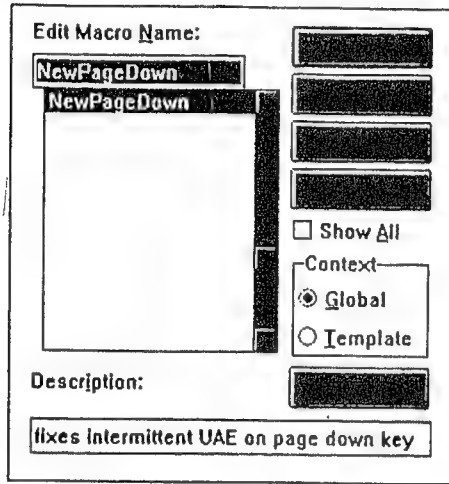 Edit Macro Name:
NewPageDown
NewPageDown
Show All
Context
Global
Template
Description:
fixes intermittent UAE on page down key